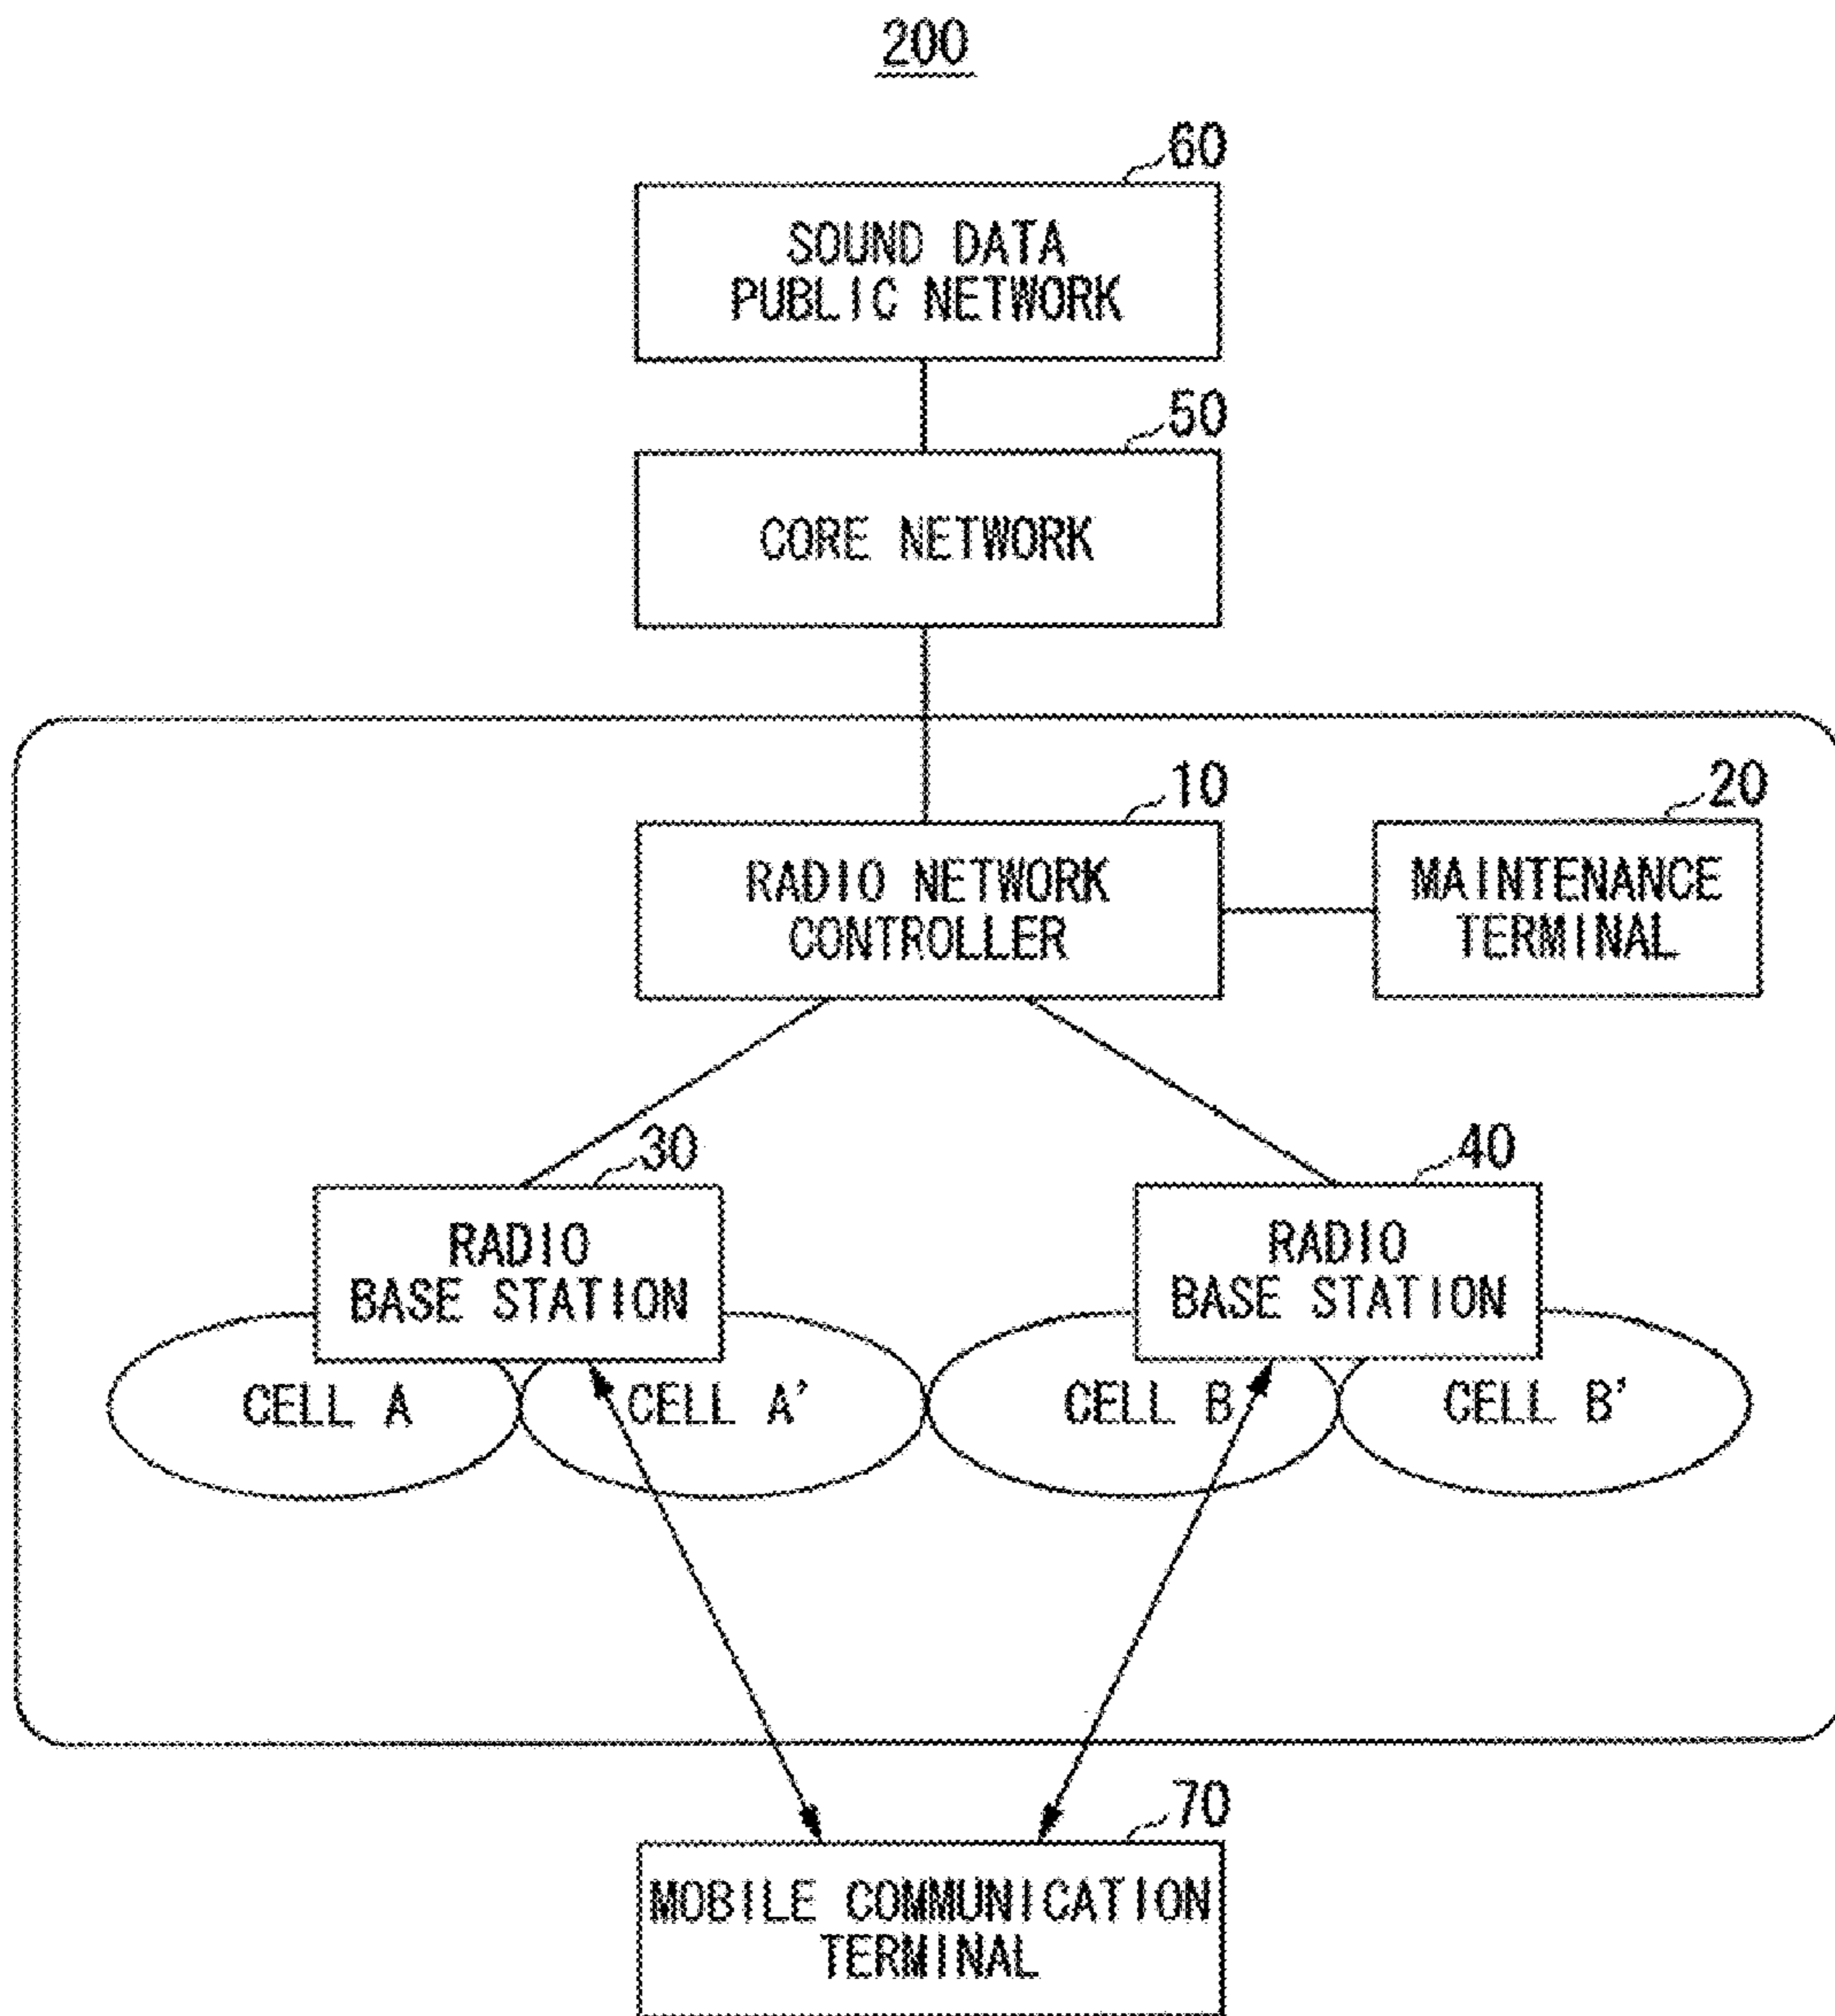 200
60
SOUND DATA
PUBLIC NETWORK
50
CORE NETWORK
10
RADIO NETWORK
CONTROLLER
20
MAINTENANCE
TERMINAL
30
RADIO
BASE STATION
40
RADIO
BASE STATION
CELL A
CELL A'
CELL B
CELL B'
70
MOBILE COMMUNICATION
TERMINAL